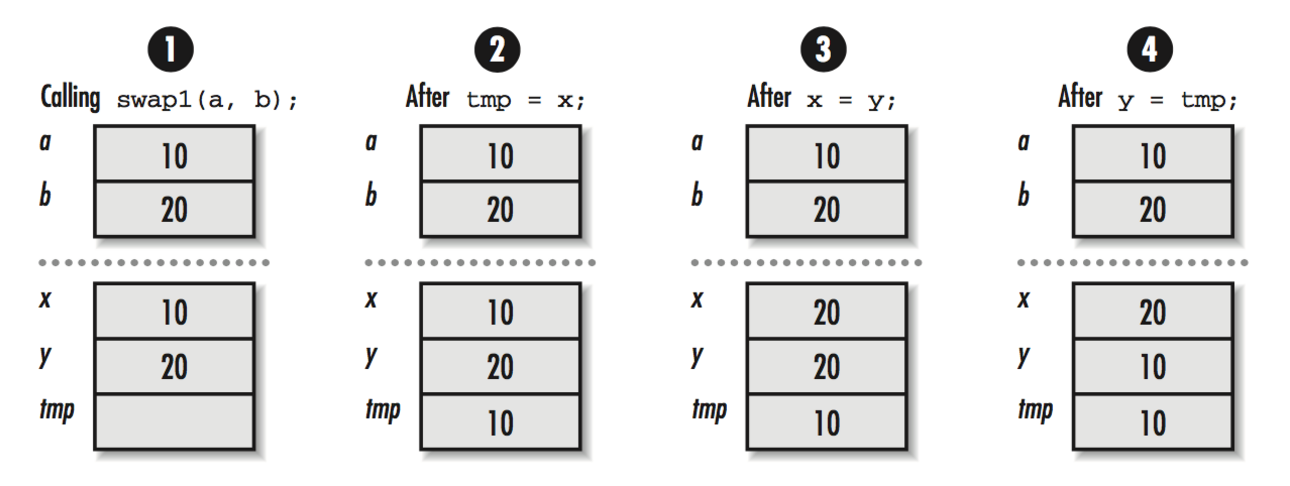 1 2 3 4
Calling swap1(a, b); After tmp = x; After x = y; After y = tmp;
a 10 a 10 a 10 a 10
b 20 b 20 b 20 b 20
x 10 x 10 x 20 x 20
y 20 y 20 y 20 y 10
tmp tmp 10 tmp 10 tmp 10